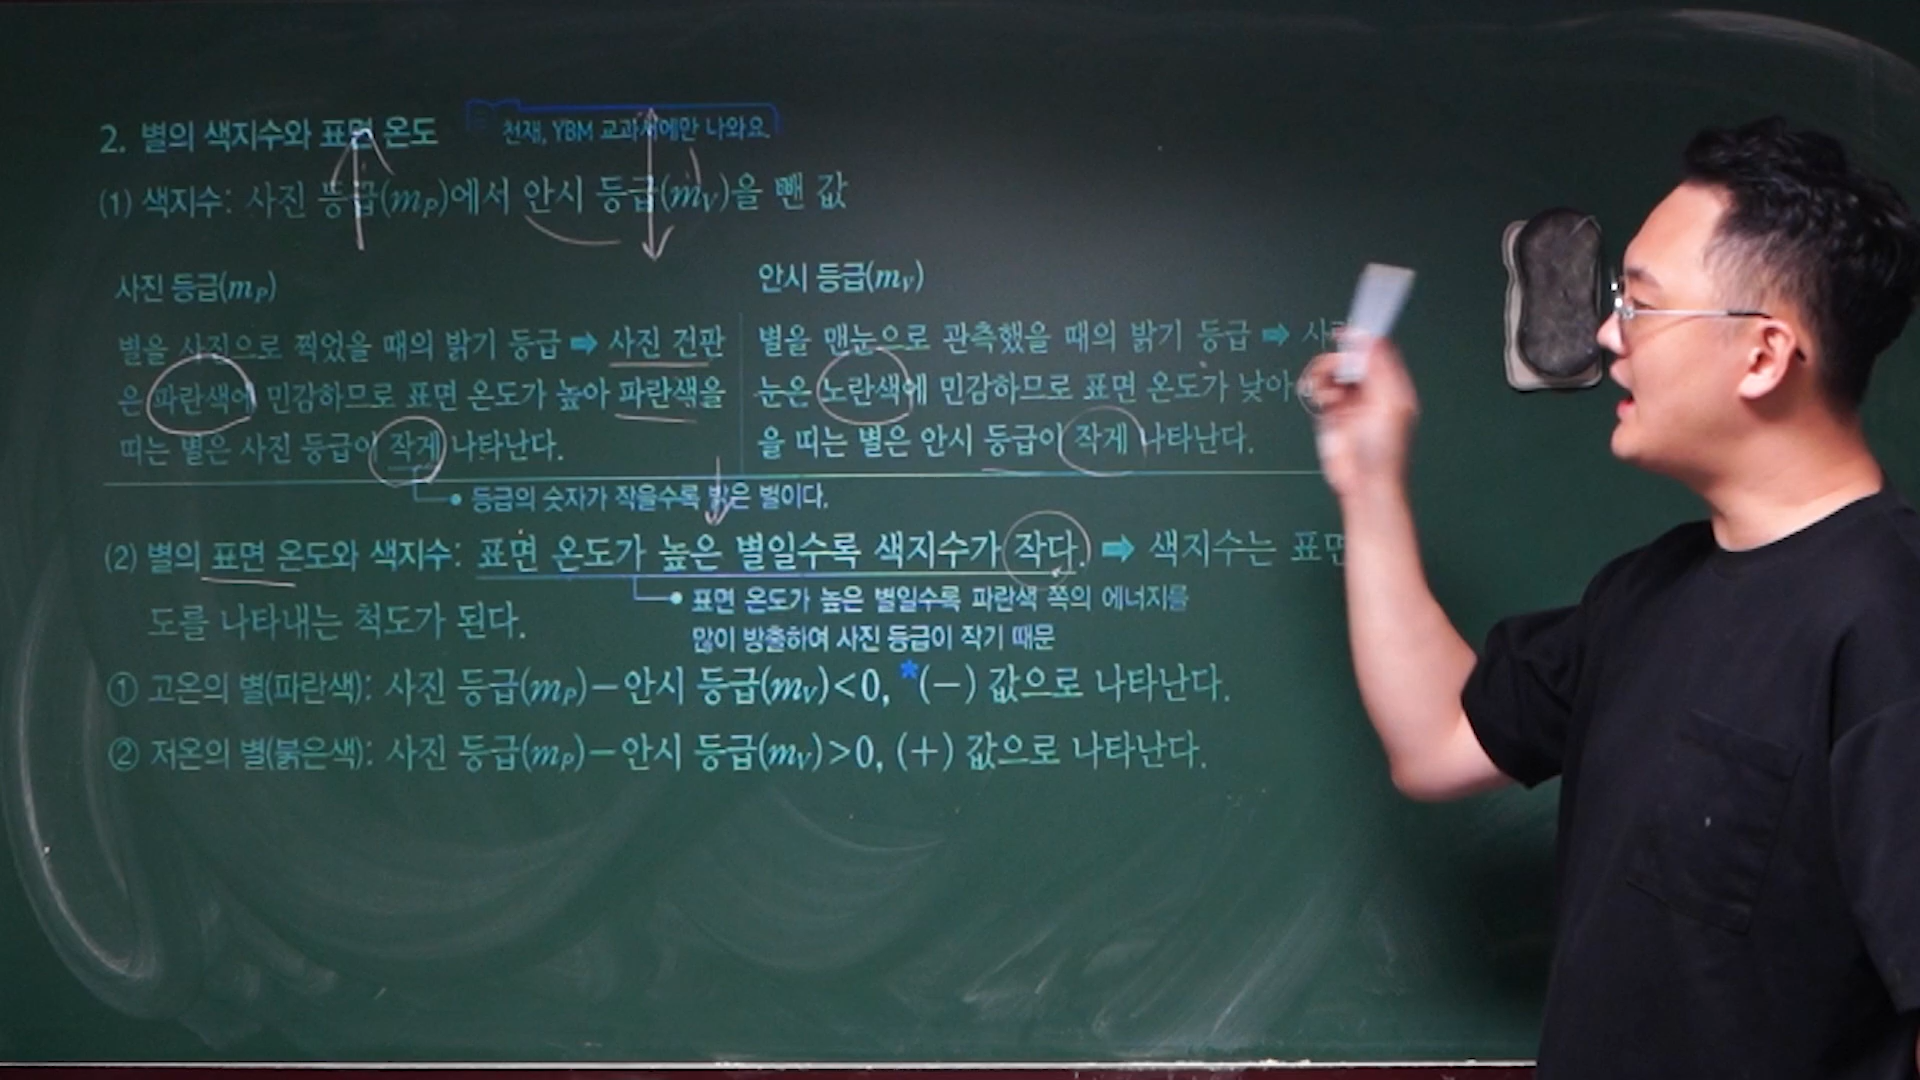 2. 별의 색지수와 표면 온도
천재, YBM 교과서에만 나와요.
(1) 색지수: 사진 등급(mP)에서 안시 등급(mV)을 뺀 값
사진 등급(mP)
별을 사진으로 찍었을 때의 밝기 등급 ➡ 사진 건판
은 파란색에 민감하므로 표면 온도가 높아 파란색을
띠는 별은 사진 등급이 작게 나타난다.
등급의 숫자가 작을수록 밝은 별이다.
안시 등급(mV)
별을 맨눈으로 관측했을 때의 밝기 등급 ➡
눈은 노란색에 민감하므로 표면 온도가 낮아
을 띠는 별은 안시 등급이 작게 나타난다.
(2) 별의 표면 온도와 색지수: 표면 온도가 높은 별일수록 색지수가 작다. ➡ 색지수는 표면
도를 나타내는 척도가 된다.
표면 온도가 높은 별일수록 파란색 쪽의 에너지를
많이 방출하여 사진 등급이 작기 때문
① 고온의 별(파란색): 사진 등급(mP)−안시 등급(mV)<0, *(−) 값으로 나타난다.
② 저온의 별(붉은색): 사진 등급(mP)−안시 등급(mV)>0, (+) 값으로 나타난다.